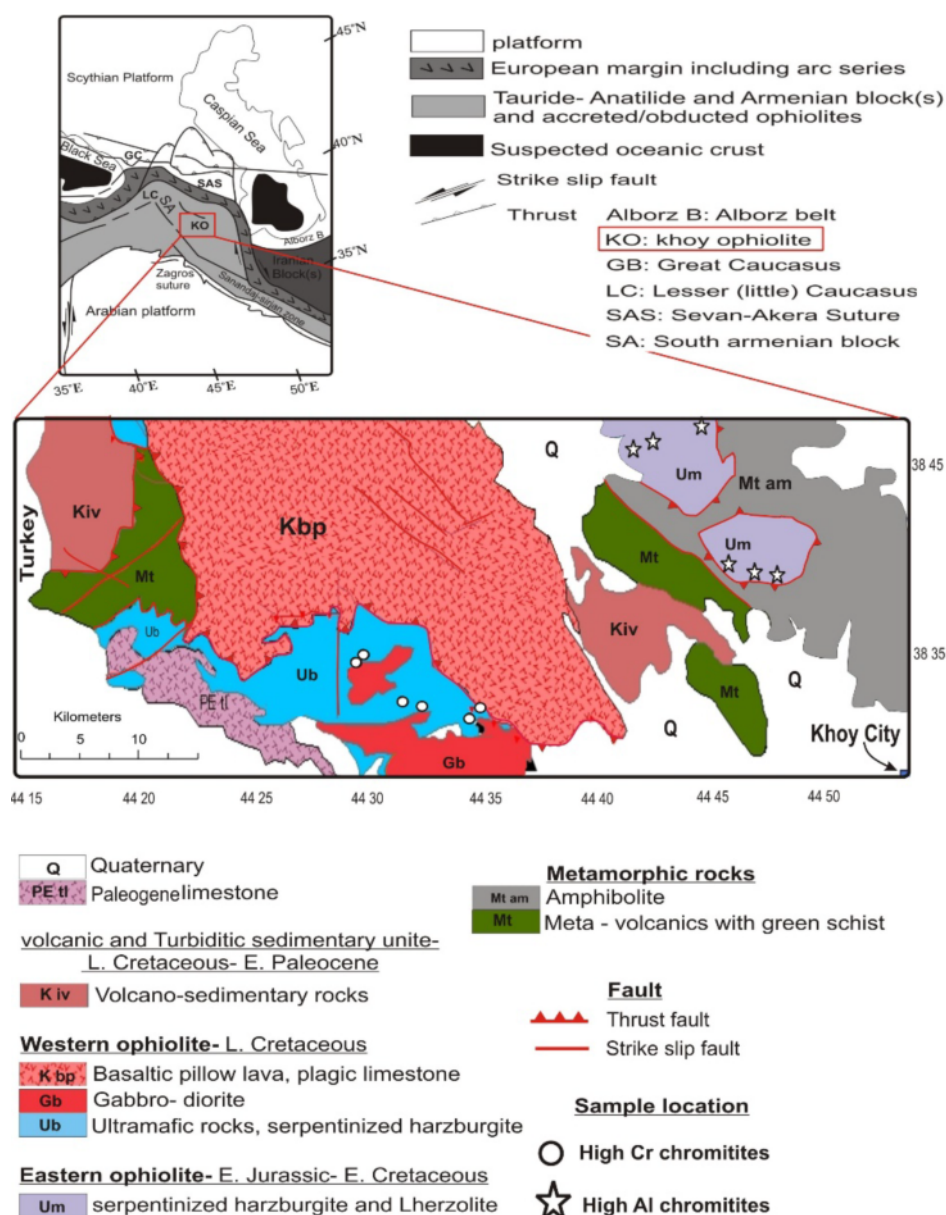 45°N
Scythian Platform
Caspian Sea
40°N
Black Sea
GC
SAS
LC
SA
KO
Alborz B
35°N
Iranian
Block(s)
Zagros
suture
Sanandaj-sirjan zone
Arabian platform
35°E
40°E
45°E
50°E
platform
European margin including arc series
Tauride- Anatilide and Armenian block(s)
and accreted/obducted ophiolites
Suspected oceanic crust
Strike slip fault
Thrust
Alborz B: Alborz belt
KO: khoy ophiolite
GB: Great Caucasus
LC: Lesser (little) Caucasus
SAS: Sevan-Akera Suture
SA: South armenian block
Turkey
Kiv
Mt
Kbp
Q
Um
Mt am
38 45
Um
Mt
Ub
Kiv
38 35
Ub
PE tl
Mt
Q
Q
Kilometers
0 5 10
Gb
Khoy City
44 15 44 20 44 25 44 30 44 35 44 40 44 45 44 50
Q Quaternary
PE tl Paleogene limestone
volcanic and Turbiditic sedimentary unite-
L. Cretaceous- E. Paleocene
K iv Volcano-sedimentary rocks
Western ophiolite- L. Cretaceous
K bp Basaltic pillow lava, plagic limestone
Gb Gabbro- diorite
Ub Ultramafic rocks, serpentinized harzburgite
Eastern ophiolite- E. Jurassic- E. Cretaceous
Um serpentinized harzburgite and Lherzolite
Metamorphic rocks
Mt am Amphibolite
Mt Meta - volcanics with green schist
Fault
Thrust fault
Strike slip fault
Sample location
High Cr chromitites
High Al chromitites